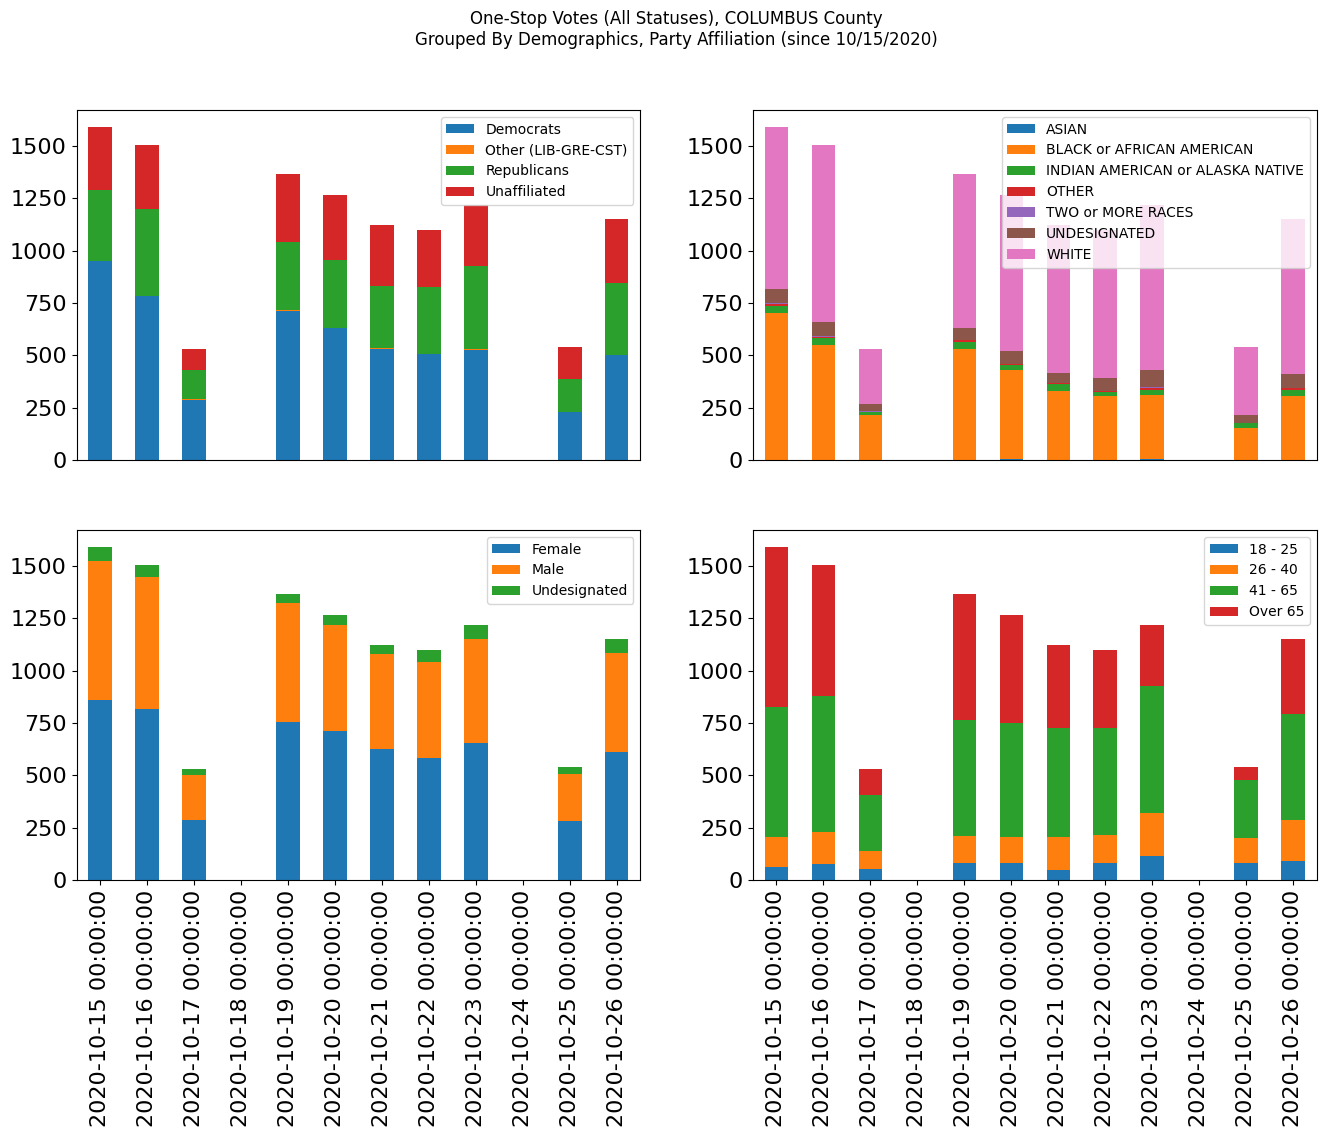 One-Stop Votes (All Statuses), COLUMBUS County
Grouped By Demographics, Party Affiliation (since 10/15/2020)
1500
1250
1000
750
500
250
0
Democrats
Other (LIB-GRE-CST)
Republicans
Unaffiliated
1500
1250
1000
750
500
250
0
ASIAN
BLACK or AFRICAN AMERICAN
INDIAN AMERICAN or ALASKA NATIVE
OTHER
TWO or MORE RACES
UNDESIGNATED
WHITE
1500
1250
1000
750
500
250
0
Female
Male
Undesignated
2020-10-15 00:00:00
2020-10-16 00:00:00
2020-10-17 00:00:00
2020-10-18 00:00:00
2020-10-19 00:00:00
2020-10-20 00:00:00
2020-10-21 00:00:00
2020-10-22 00:00:00
2020-10-23 00:00:00
2020-10-24 00:00:00
2020-10-25 00:00:00
2020-10-26 00:00:00
1500
1250
1000
750
500
250
0
18 - 25
26 - 40
41 - 65
Over 65
2020-10-15 00:00:00
2020-10-16 00:00:00
2020-10-17 00:00:00
2020-10-18 00:00:00
2020-10-19 00:00:00
2020-10-20 00:00:00
2020-10-21 00:00:00
2020-10-22 00:00:00
2020-10-23 00:00:00
2020-10-24 00:00:00
2020-10-25 00:00:00
2020-10-26 00:00:00